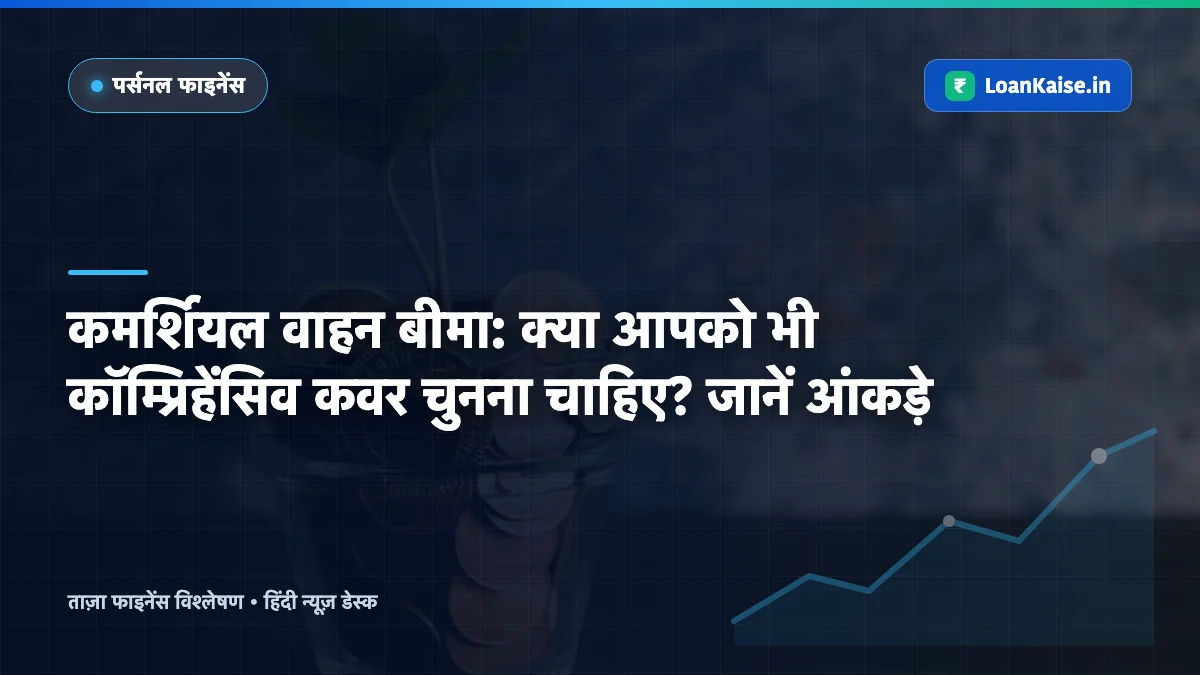 पर्सनल फाइनेंस
₹ LoanKaise.in
कमर्शियल वाहन बीमा: क्या आपको भी
कॉम्प्रिहेंसिव कवर चुनना चाहिए? जानें आंकड़े
ताज़ा फाइनेंस विश्लेषण • हिंदी न्यूज़ डेस्क